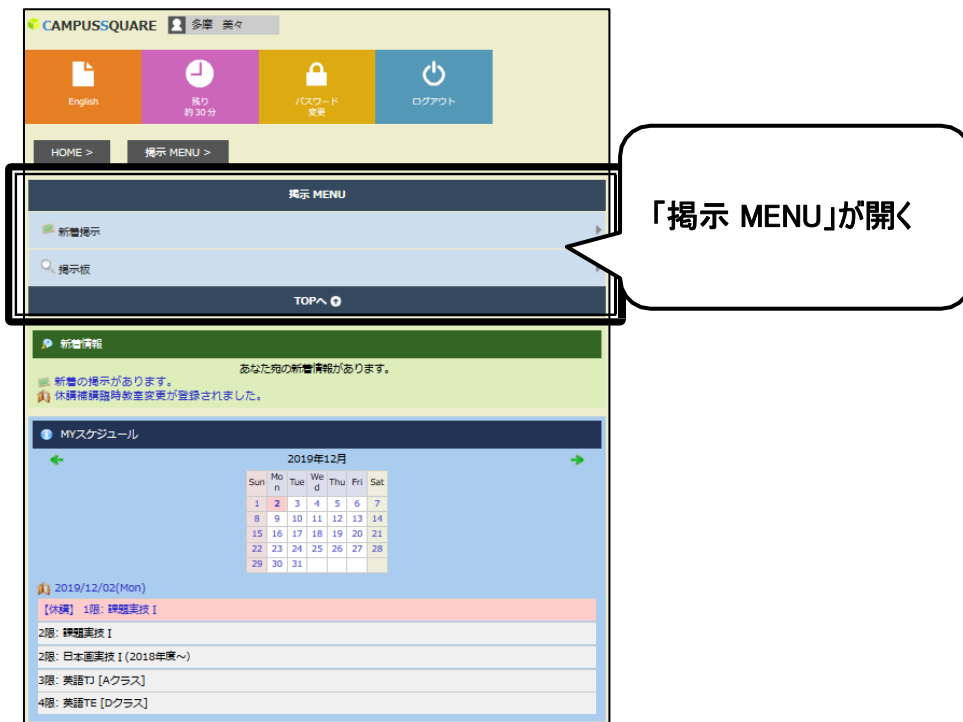 CAMPUSSQUARE 多摩 美々
English
残り
約30分
パスワード
変更
ログアウト
HOME >
掲示 MENU >
掲示 MENU
新着掲示
掲示板
TOPへ
「掲示 MENU」が開く
新着情報
あなた宛の新着情報があります。
新着の掲示があります。
休講補講臨時教室変更が登録されました。
MYスケジュール
2019年12月
Sun Mon Tue Wed Thu Fri Sat
1 2 3 4 5 6 7
8 9 10 11 12 13 14
15 16 17 18 19 20 21
22 23 24 25 26 27 28
29 30 31
2019/12/02(Mon)
【休講】 1限: 課題実技 I
2限: 課題実技 I
2限: 日本画実技 I (2018年度～)
3限: 英語TJ [Aクラス]
4限: 英語TE [Dクラス]